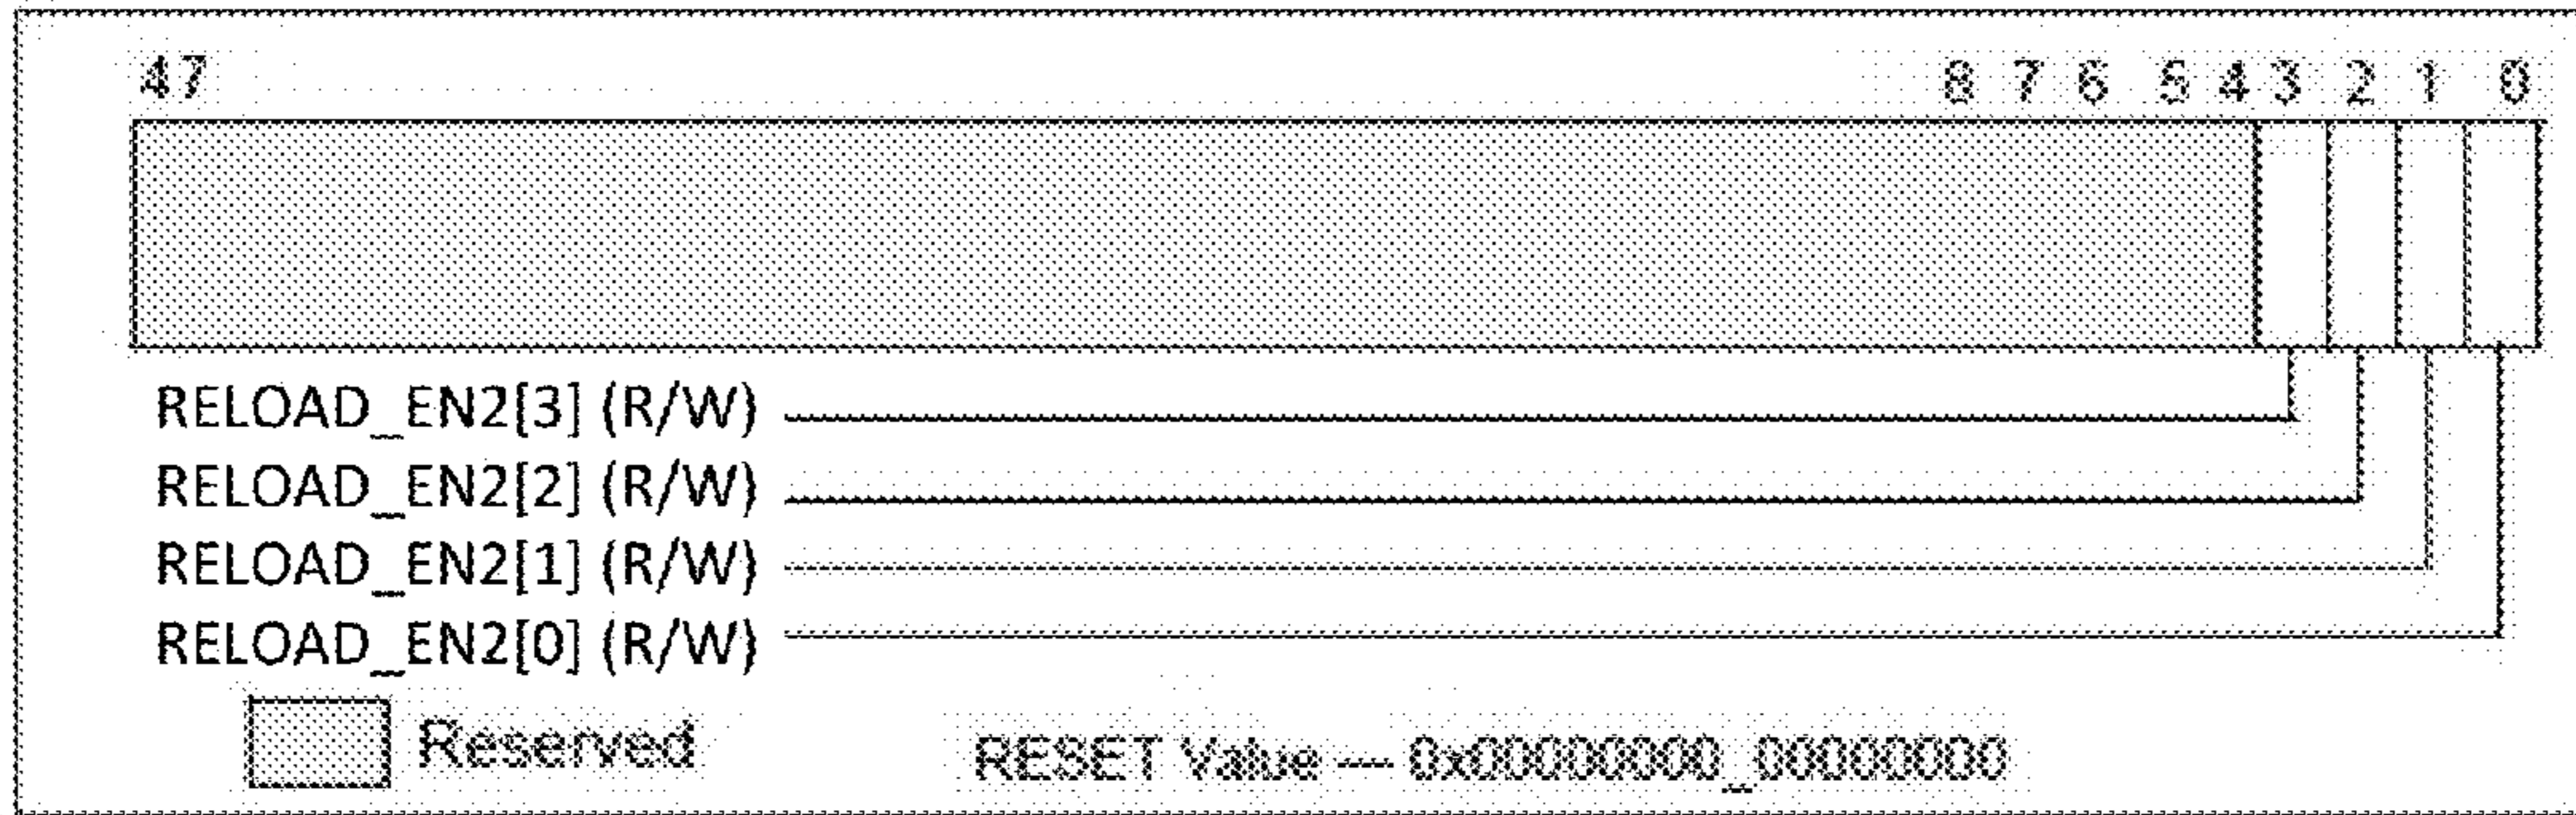 47 8 7 6 5 4 3 2 1 0
RELOAD_EN2[3] (R/W)
RELOAD_EN2[2] (R/W)
RELOAD_EN2[1] (R/W)
RELOAD_EN2[0] (R/W)
Reserved RESET Value — 0x00000000_00000000